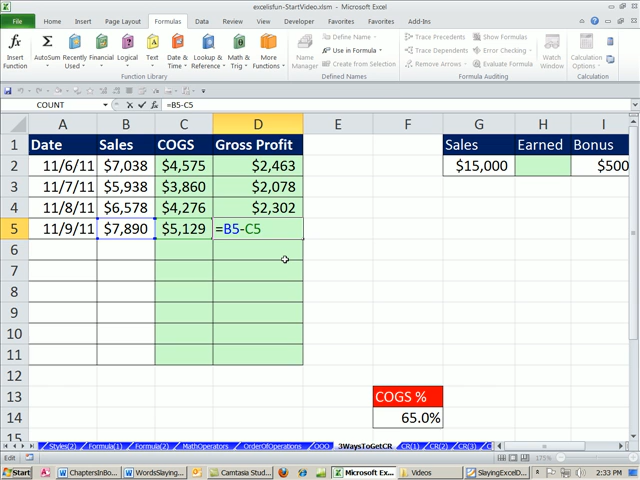 excelisfun-StartVideo.xlsm - Microsoft Excel
File Home Insert Page Layout Formulas Data Review View Developer Favorites Favorites Add-Ins
Insert Function
AutoSum Recently Used Financial Logical Text Date & Time Lookup & Reference Math & Trig More Functions
Function Library
Name Manager
Define Name
Use in Formula
Create from Selection
Defined Names
Trace Precedents
Trace Dependents
Remove Arrows
Show Formulas
Error Checking
Evaluate Formula
Formula Auditing
Watch Window
Calculation Options
Calculation
COUNT fx =B5-C5
A B C D E F G H I
1 Date Sales COGS Gross Profit Sales Earned Bonus
2 11/6/11 $7,038 $4,575 $2,463 $15,000 $500
3 11/7/11 $5,938 $3,860 $2,078
4 11/8/11 $6,578 $4,276 $2,302
5 11/9/11 $7,890 $5,129 =B5-C5
6
7
8
9
10
11
12
13 COGS %
14 65.0%
15
Styles(2) Formula(1) Formula(2) MathOperators OrderOfOperations OOO 3WaysToGetCR CR(1) CR(2) CR(3)
Edit 175%
Start ChaptersInBo... WordsSlaying... Camtasia Stud... Microsoft Ex... Videos SlayingExcelD... 2:33 PM